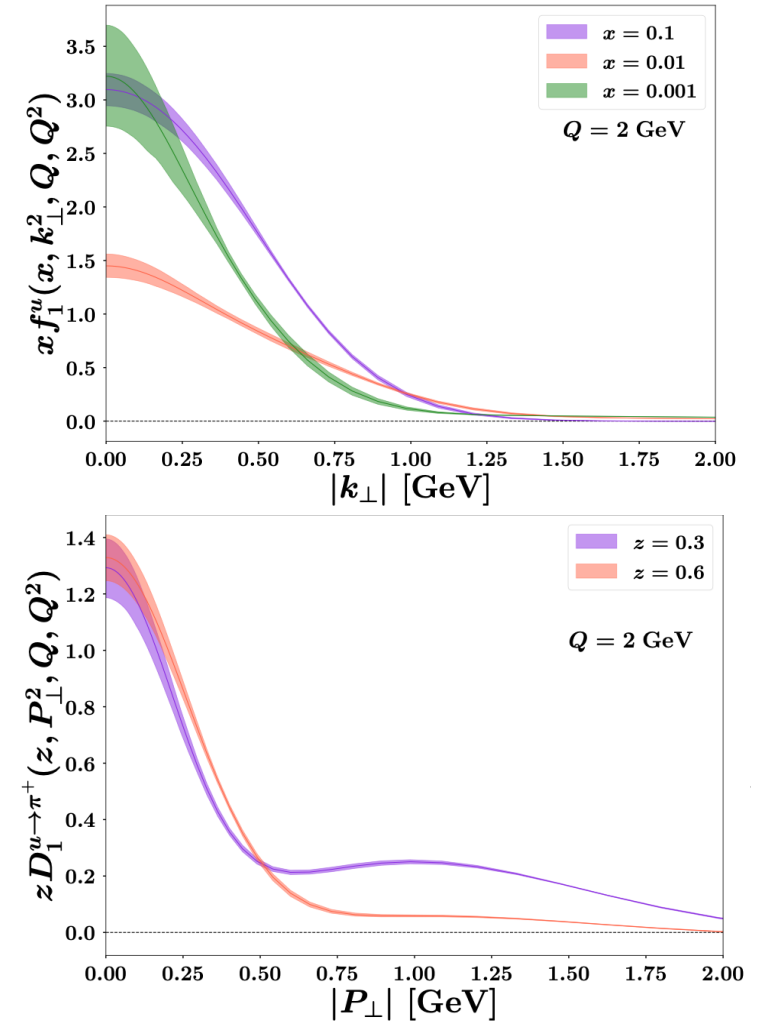 x f_1^u(x, k_⊥^2, Q, Q^2)
3.5
3.0
2.5
2.0
1.5
1.0
0.5
0.0
x = 0.1
x = 0.01
x = 0.001
Q = 2 GeV
0.00 0.25 0.50 0.75 1.00 1.25 1.50 1.75 2.00
|k_⊥| [GeV]
z D_1^{u→π^+}(z, P_⊥^2, Q, Q^2)
1.4
1.2
1.0
0.8
0.6
0.4
0.2
0.0
z = 0.3
z = 0.6
Q = 2 GeV
0.00 0.25 0.50 0.75 1.00 1.25 1.50 1.75 2.00
|P_⊥| [GeV]